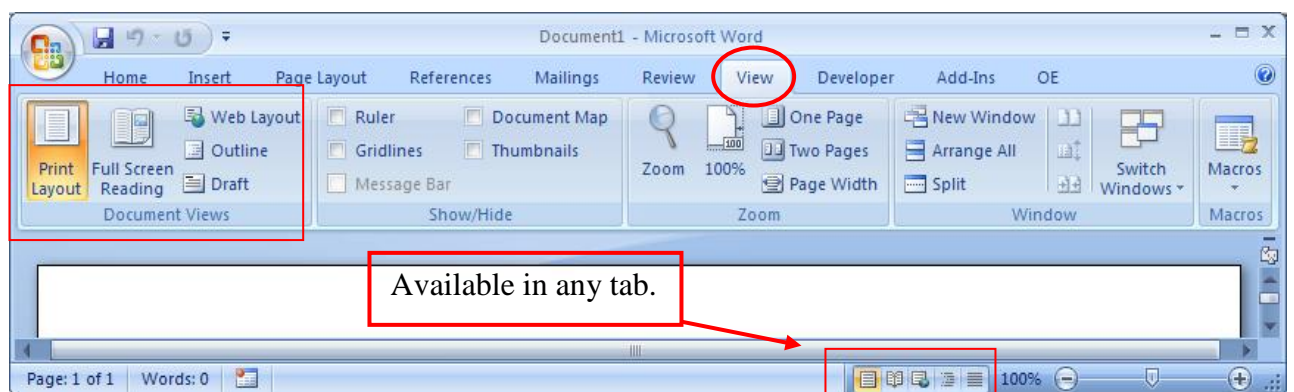 Document1 - Microsoft Word
Home Insert Page Layout References Mailings Review View Developer Add-Ins OE
Print Layout
Full Screen Reading
Web Layout
Outline
Draft
Document Views
Ruler
Gridlines
Message Bar
Document Map
Thumbnails
Show/Hide
Zoom
100
100%
One Page
Two Pages
Page Width
Zoom
New Window
Arrange All
Split
Switch
Windows
Window
Macros
Macros
Available in any tab.
Page: 1 of 1 Words: 0 100%